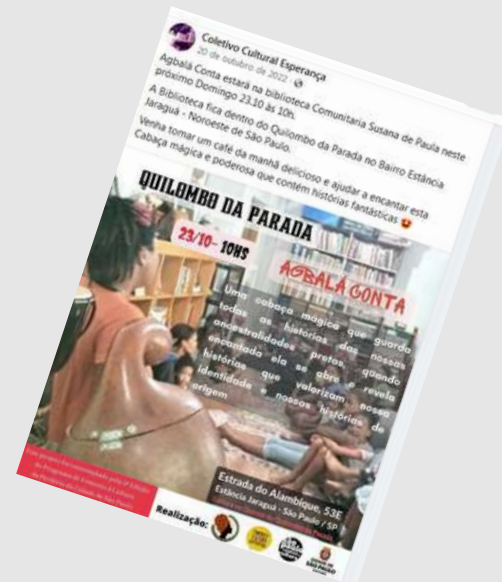 Coletivo Cultural Esperança
20 de outubro de 2022
Agbalá Conta estará na biblioteca Comunitaria Susana de Paula neste
próximo Domingo 23.10 às 10h.
A Biblioteca fica dentro do Quilombo da Parada no Bairro Estância
Jaraguá - Noroeste de São Paulo.
Venha tomar um café da manhã delicioso e ajudar a encantar esta
Cabaça mágica e poderosa que contém histórias fantásticas 😍
QUILOMBO DA PARADA
23/10- 10HS
AGBALÁ CONTA
Uma cabaça mágica que guarda
todas as histórias das nossas
ancestralidades pretas, quando
encantada ela se abre e revela
histórias que valorizam nossa
identidade e nossas histórias de
origem
Estrada do Alambique, 53E
Estância Jaraguá - São Paulo / SP
Realização:
SÃO PAULO